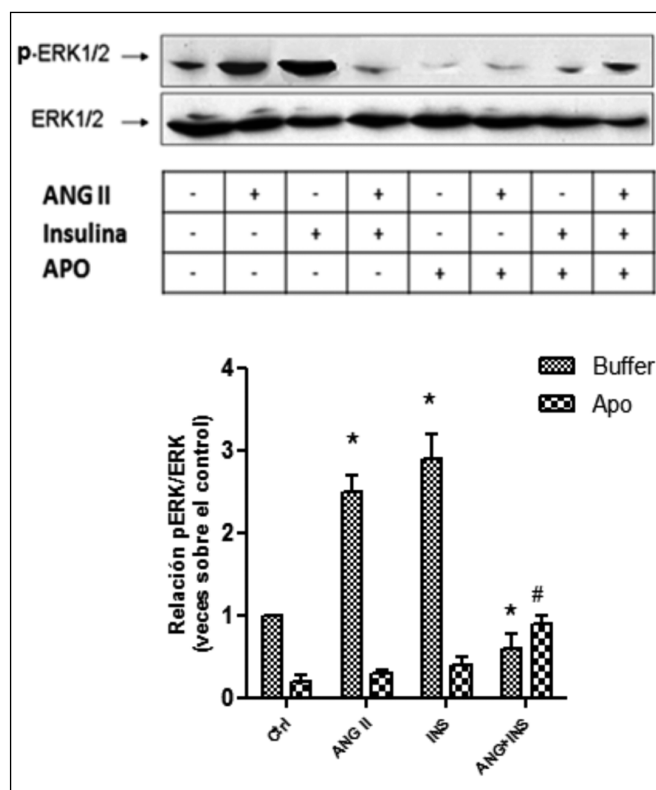 p-ERK1/2
ERK1/2
ANG II - + - + - + - +
Insulina - - + + - - + +
APO - - - - + + + +
Buffer
Apo
Relación pERK/ERK
(veces sobre el control)
4
3
2
1
0
* * * #
Ctrl ANG II INS ANG+INS